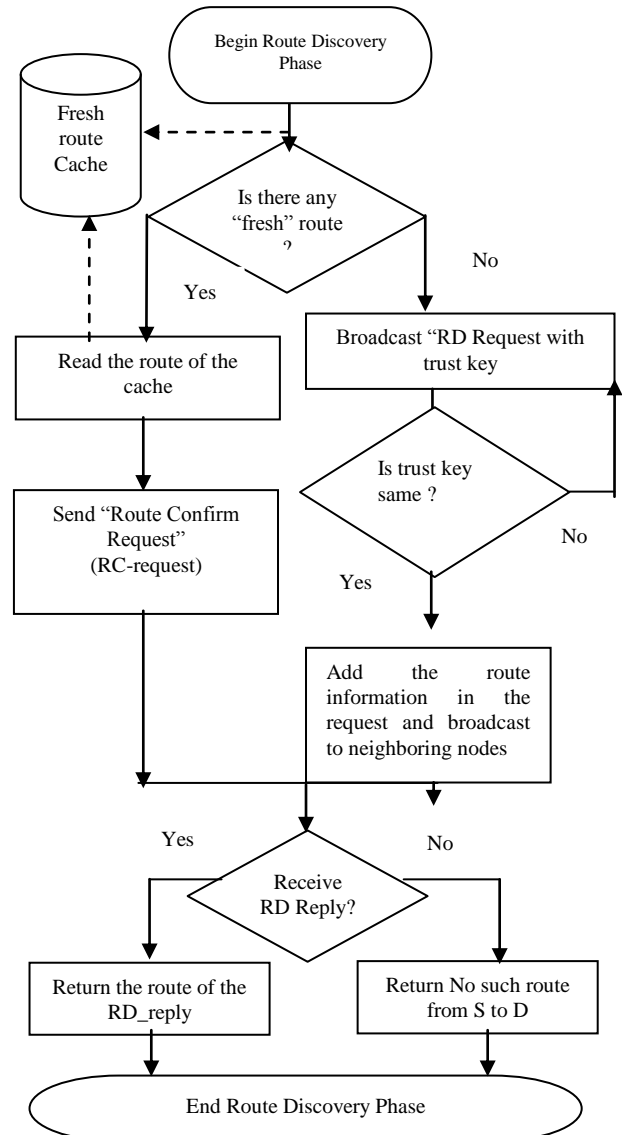 Begin Route Discovery
Phase
Fresh
route
Cache
Is there any
“fresh” route
?
Yes
No
Read the route of the
cache
Broadcast “RD Request with
trust key
Is trust key
same ?
No
Yes
Send “Route Confirm
Request”
(RC-request)
Add the route
information in the
request and broadcast
to neighboring nodes
Yes
No
Receive
RD Reply?
Return the route of the
RD_reply
Return No such route
from S to D
End Route Discovery Phase